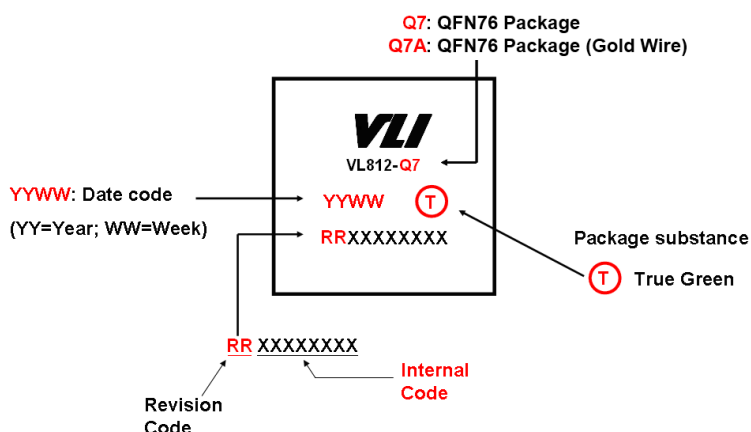 Q7: QFN76 Package
Q7A: QFN76 Package (Gold Wire)
VLI
VL812-Q7
YYWW: Date code
(YY=Year; WW=Week)
YYWW T
RRXXXXXXXX
Package substance
T True Green
RR XXXXXXXX
Internal
Code
Revision
Code